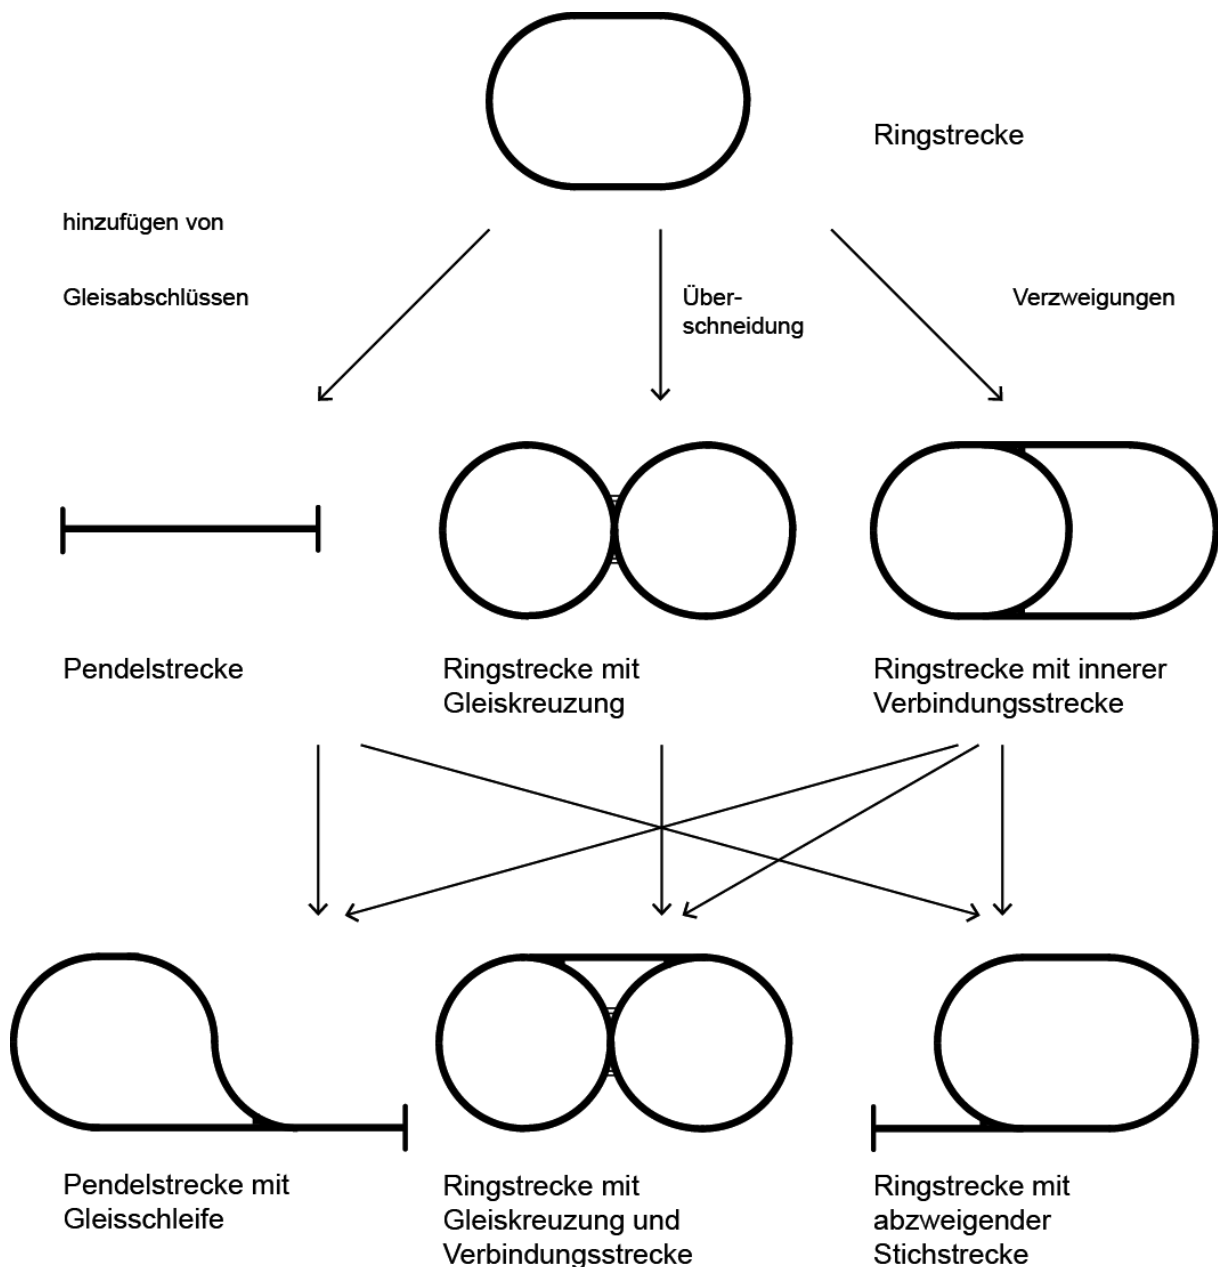 Ringstrecke
hinzufügen von
Gleisabschlüssen
Über-
schneidung
Verzweigungen
Pendelstrecke
Ringstrecke mit
Gleiskreuzung
Ringstrecke mit innerer
Verbindungsstrecke
Pendelstrecke mit
Gleisschleife
Ringstrecke mit
Gleiskreuzung und
Verbindungsstrecke
Ringstrecke mit
abzweigender
Stichstrecke